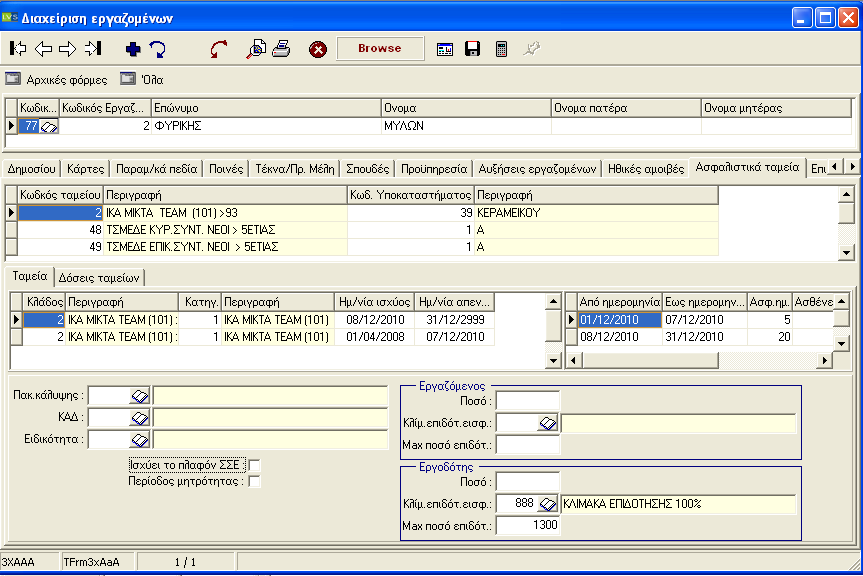 IVS Διαχείριση εργαζομένων
Browse
Αρχικές φόρμες Όλα
Κωδικ... Κωδικός Εργαζ... Επώνυμο Ονομα Ονομα πατέρα Ονομα μητέρας
77 2 ΦΥΡΙΚΗΣ ΜΥΛΩΝ
Δημοσίου Κάρτες Παραμ/κά πεδία Ποινές Τέκνα/Πρ. Μέλη Σπουδές Προϋπηρεσία Αυξήσεις εργαζομένων Ηθικές αμοιβές Ασφαλιστικά ταμεία Επι
Κωδκός ταμείου Περιγραφή Κωδ. Υποκαταστήματος Περιγραφή
2 ΙΚΑ ΜΙΚΤΑ TEAM (101) >93 39 ΚΕΡΑΜΕΙΚΟΥ
48 ΤΣΜΕΔΕ ΚΥΡ.ΣΥΝΤ. ΝΕΟΙ > 5ΕΤΙΑΣ 1 Α
49 ΤΣΜΕΔΕ ΕΠΙΚ.ΣΥΝΤ. ΝΕΟΙ > 5ΕΤΙΑΣ 1 Α
Ταμεία Δόσεις ταμείων
Κλάδος Περιγραφή Κατηγ. Περιγραφή Ημ/νία ισχύος Ημ/νία απεν... Από ημερομηνία Εως ημερομην... Ασφ.ημ. Ασθένε
2 ΙΚΑ ΜΙΚΤΑ TEAM (101) : 1 ΙΚΑ ΜΙΚΤΑ TEAM (101) 08/12/2010 31/12/2999 01/12/2010 07/12/2010 5
2 ΙΚΑ ΜΙΚΤΑ TEAM (101) : 1 ΙΚΑ ΜΙΚΤΑ TEAM (101) 01/04/2008 07/12/2010 08/12/2010 31/12/2010 20
Πακ.κάλυψης :
ΚΑΔ :
Ειδικότητα :
Ισχύει το πλαφόν ΣΣΕ :
Περίοδος μητρότητας :
Εργαζόμενος
Ποσό :
Κλίμ.επιδότ.εισφ.:
Max ποσό επιδότ.:
Εργοδότης
Ποσό :
Κλίμ.επιδότ.εισφ.: 888 ΚΛΙΜΑΚΑ ΕΠΙΔΟΤΗΣΗΣ 100%
Max ποσό επιδότ.: 1300
3ΧΑΑΑ TFrm3xAaA 1 / 1